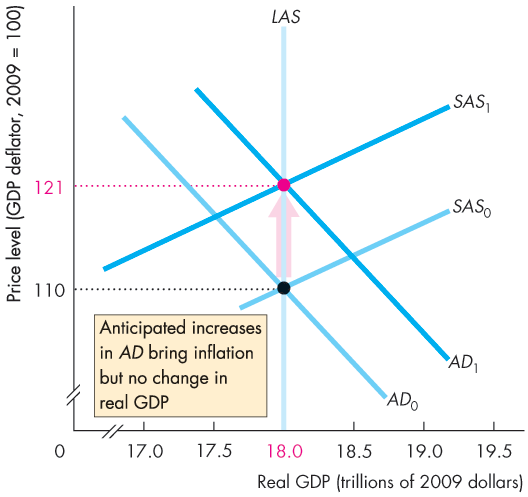 Price level (GDP deflator, 2009 = 100)
LAS
SAS1
121
SAS0
110
Anticipated increases
in AD bring inflation
but no change in
real GDP
AD1
AD0
0
17.0
17.5
18.0
18.5
19.0
19.5
Real GDP (trillions of 2009 dollars)